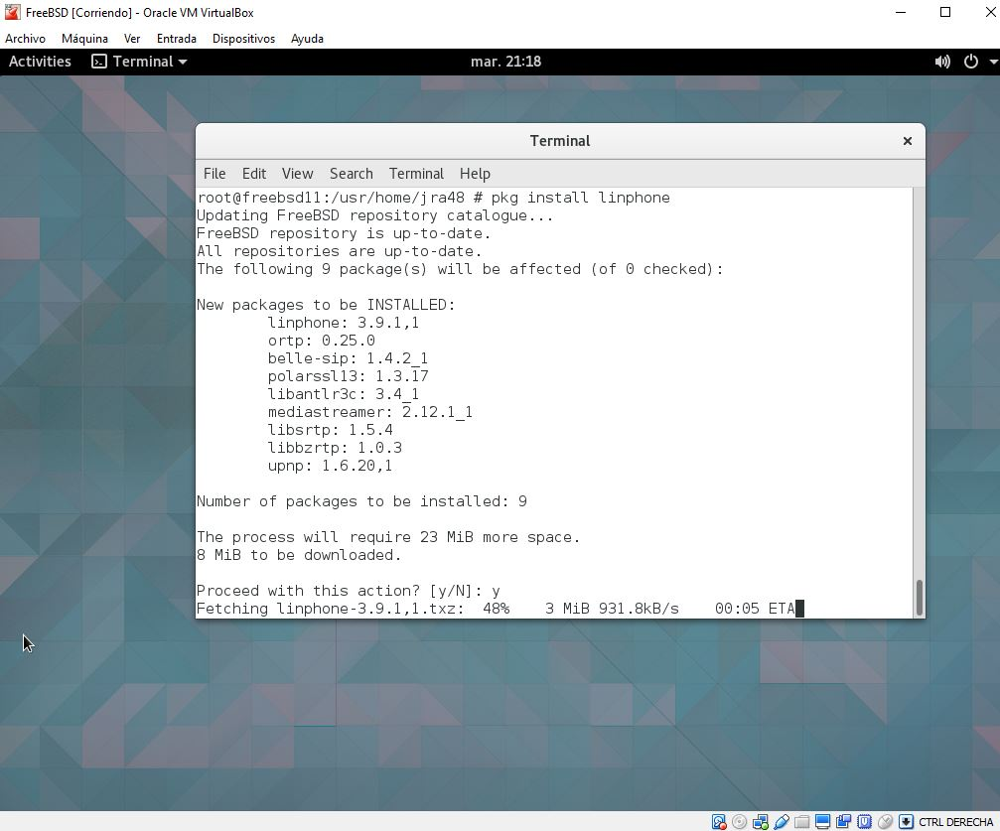 FreeBSD [Corriendo] - Oracle VM VirtualBox
Archivo Máquina Ver Entrada Dispositivos Ayuda
Activities Terminal mar. 21:18
Terminal
File Edit View Search Terminal Help
root@freebsd11:/usr/home/jra48 # pkg install linphone
Updating FreeBSD repository catalogue...
FreeBSD repository is up-to-date.
All repositories are up-to-date.
The following 9 package(s) will be affected (of 0 checked):
New packages to be INSTALLED:
linphone: 3.9.1,1
ortp: 0.25.0
belle-sip: 1.4.2_1
polarssl13: 1.3.17
libantlr3c: 3.4_1
mediastreamer: 2.12.1_1
libsrtp: 1.5.4
libbzrtp: 1.0.3
upnp: 1.6.20,1
Number of packages to be installed: 9
The process will require 23 MiB more space.
8 MiB to be downloaded.
Proceed with this action? [y/N]: y
Fetching linphone-3.9.1,1.txz: 48% 3 MiB 931.8kB/s 00:05 ETA
CTRL DERECHA